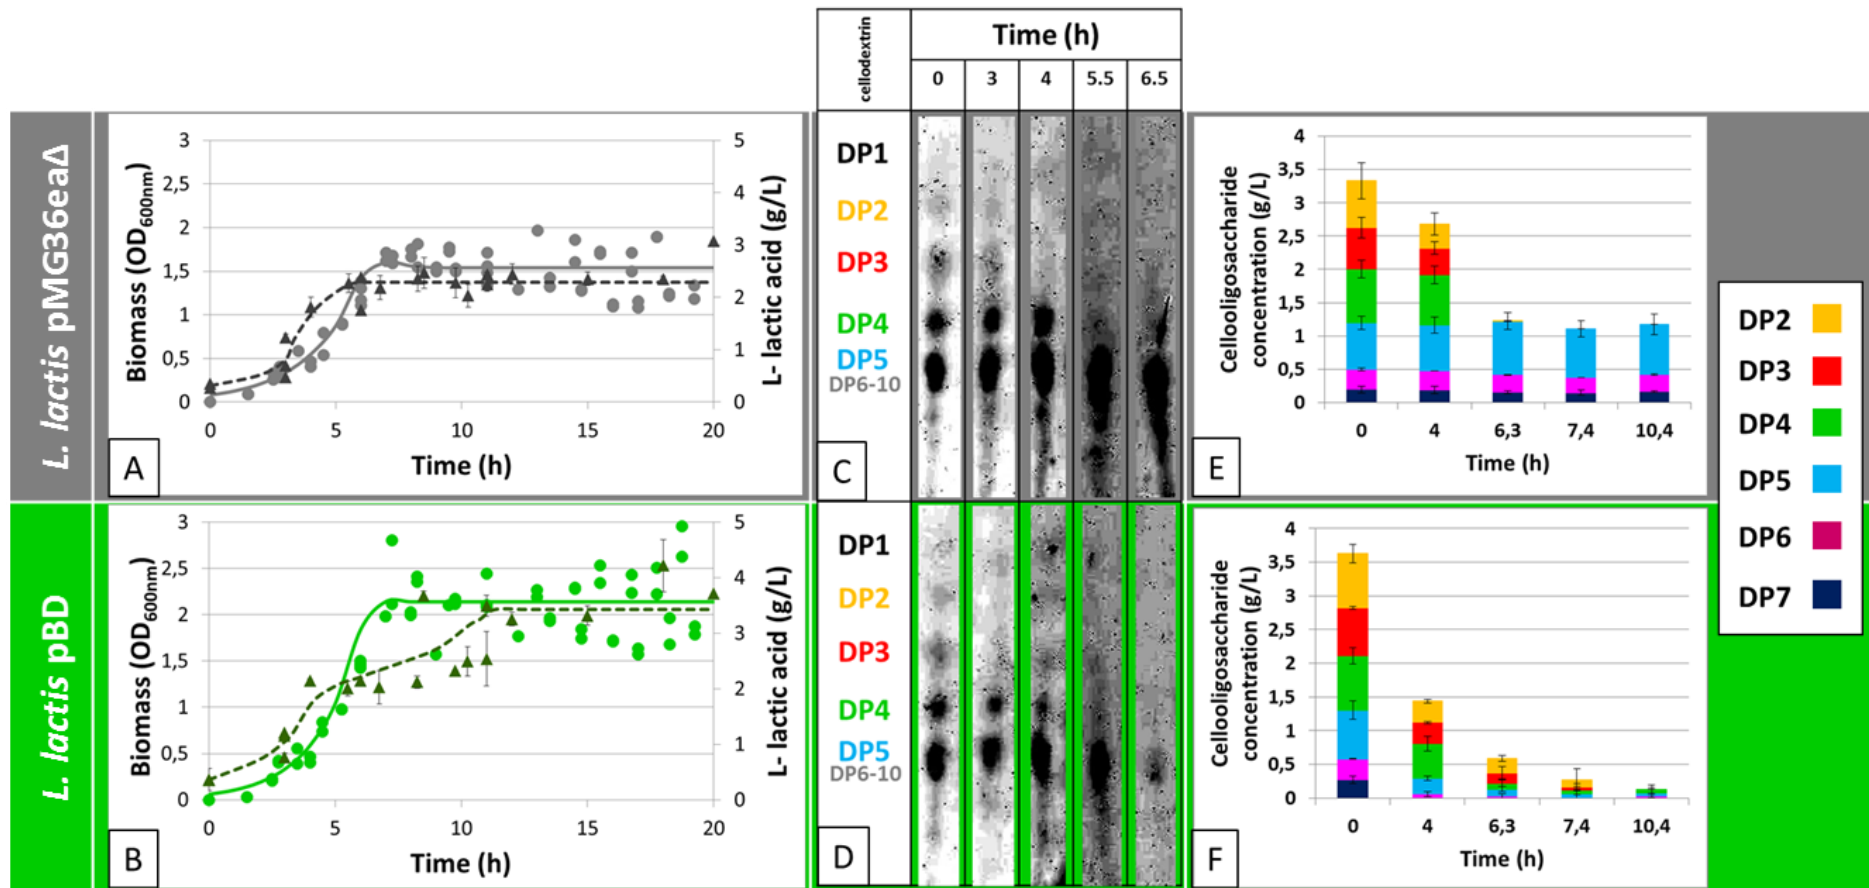 L. lactis pMG36eaΔ
Biomass (OD600nm)
3
2,5
2
1,5
1
0,5
0
5
4
3
2
1
0
L- lactic acid (g/L)
0 5 10 15 20
Time (h)
A
cellodextrin
Time (h)
0 3 4 5.5 6.5
DP1
DP2
DP3
DP4
DP5
DP6-10
C
Cellooligosaccharide
concentration (g/L)
4
3,5
3
2,5
2
1,5
1
0,5
0
0 4 6,3 7,4 10,4
Time (h)
E
L. lactis pBD
Biomass (OD600nm)
3
2,5
2
1,5
1
0,5
0
5
4
3
2
1
0
L- lactic acid (g/L)
0 5 10 15 20
Time (h)
B
DP1
DP2
DP3
DP4
DP5
DP6-10
D
Cellooligosaccharide
concentration (g/L)
4
3,5
3
2,5
2
1,5
1
0,5
0
0 4 6,3 7,4 10,4
Time (h)
F
DP2
DP3
DP4
DP5
DP6
DP7